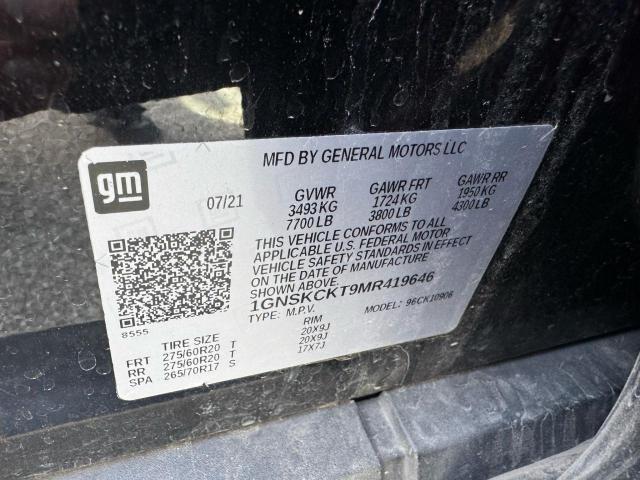 gm
MFD BY GENERAL MOTORS LLC
07/21 GVWR GAWR FRT GAWR RR
3493 KG 1724 KG 1950 KG
7700 LB 3800 LB 4300 LB
THIS VEHICLE CONFORMS TO ALL
APPLICABLE U.S. FEDERAL MOTOR
VEHICLE SAFETY STANDARDS IN EFFECT
ON THE DATE OF MANUFACTURE
SHOWN ABOVE.
1GNSKCKT9MR419646
TYPE: M.P.V. MODEL: 96CK10906
8555
TIRE SIZE RIM
FRT 275/60R20 T 20X9J
RR 275/60R20 T 20X9J
SPA 265/70R17 S 17X7J